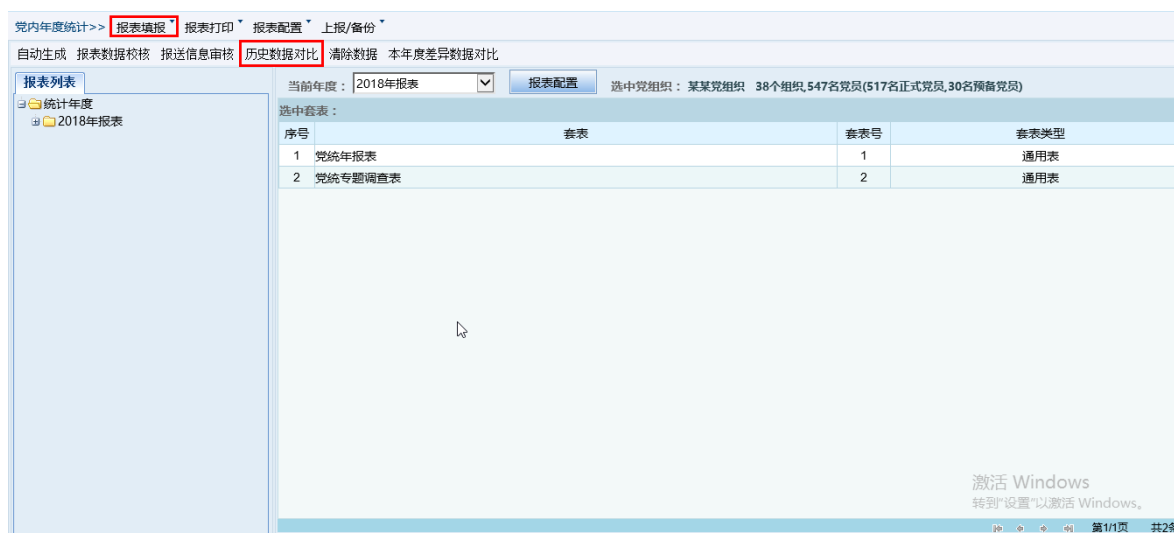 党内年度统计>> 报表填报 报表打印 报表配置 上报/备份
自动生成 报表数据校核 报送信息审核 历史数据对比 清除数据 本年度差异数据对比
报表列表 当前年度： 2018年报表 报表配置 选中党组织： 某某党组织 38个组织,547名党员(517名正式党员,30名预备党员)
统计年度 选中套表：
2018年报表
序号 套表 套表号 套表类型
1 党统年报表 1 通用表
2 党统专题调查表 2 通用表
激活 Windows
转到"设置"以激活 Windows。
第1/1页 共2条